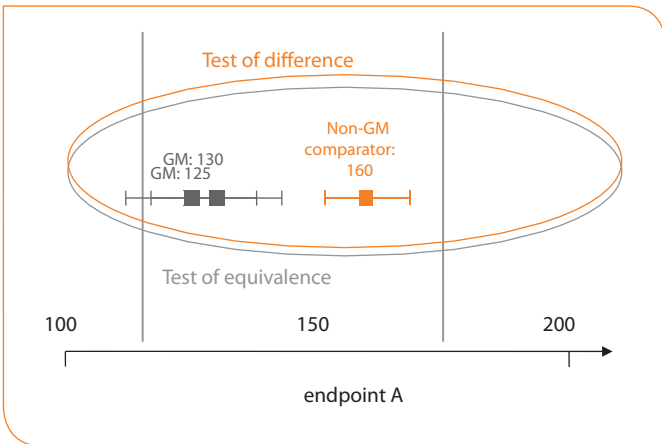 Test of difference
Non-GM
comparator:
160
GM: 130
GM: 125
Test of equivalence
100 150 200
endpoint A